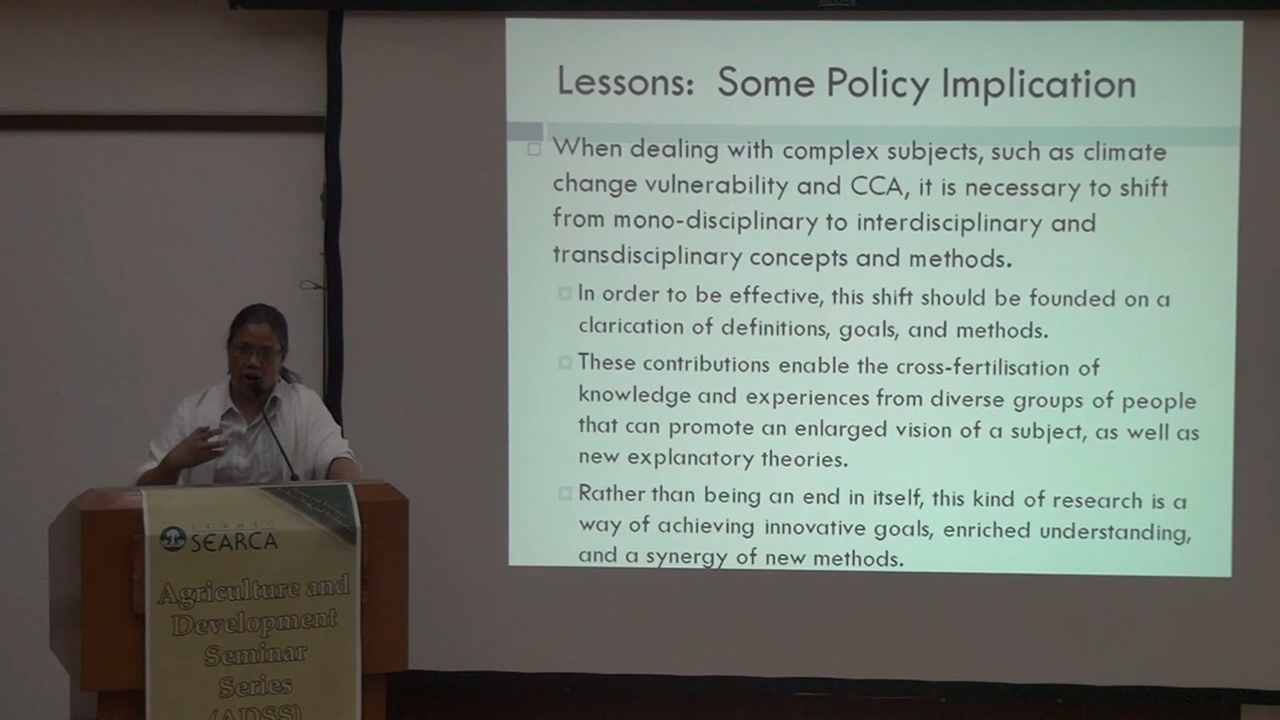 Lessons: Some Policy Implication
When dealing with complex subjects, such as climate
change vulnerability and CCA, it is necessary to shift
from mono-disciplinary to interdisciplinary and
transdisciplinary concepts and methods.
In order to be effective, this shift should be founded on a
clarication of definitions, goals, and methods.
These contributions enable the cross-fertilisation of
knowledge and experiences from diverse groups of people
that can promote an enlarged vision of a subject, as well as
new explanatory theories.
Rather than being an end in itself, this kind of research is a
way of achieving innovative goals, enriched understanding,
and a synergy of new methods.
SEAMEO
SEARCA
Agriculture and
Development
Seminar
Series
(ADSS)